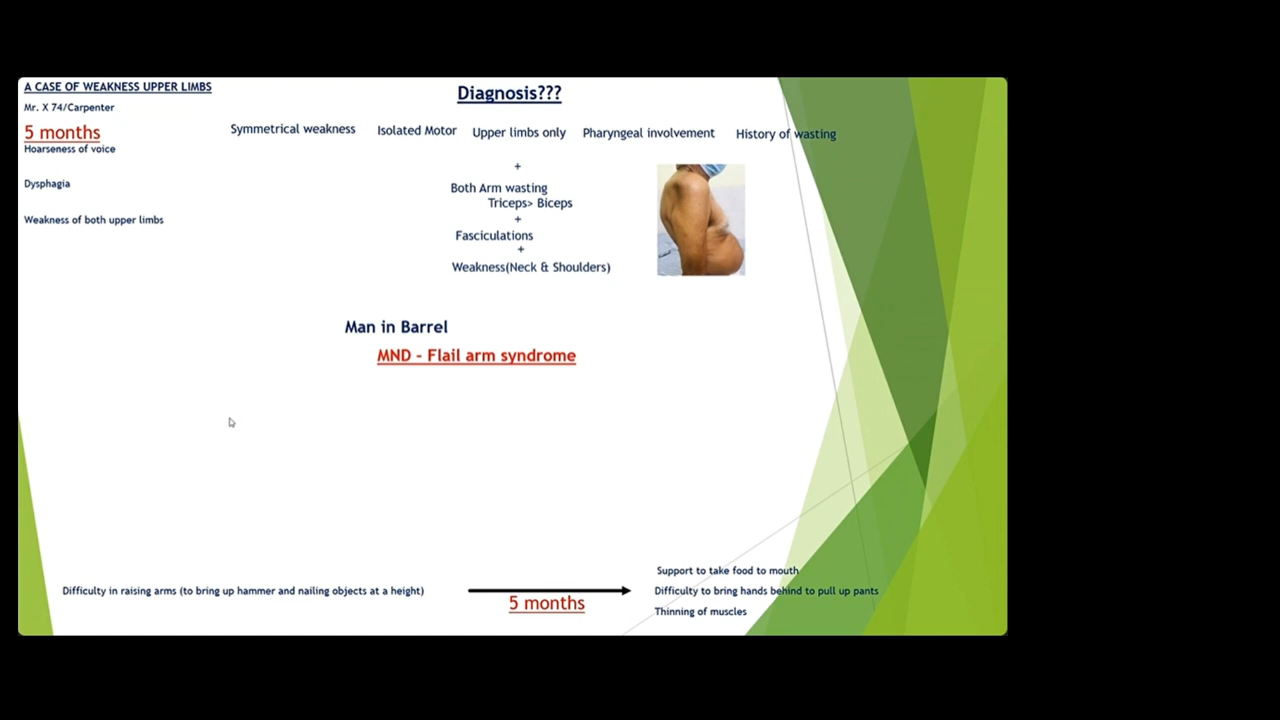 A CASE OF WEAKNESS UPPER LIMBS
Mr. X 74/Carpenter
5 months
Hoarseness of voice
Dysphagia
Weakness of both upper limbs
Diagnosis???
Symmetrical weakness Isolated Motor Upper limbs only Pharyngeal involvement History of wasting
+
Both Arm wasting
Triceps> Biceps
+
Fasciculations
+
Weakness(Neck & Shoulders)
Man in Barrel
MND - Flail arm syndrome
Difficulty in raising arms (to bring up hammer and nailing objects at a height)
5 months
Support to take food to mouth
Difficulty to bring hands behind to pull up pants
Thinning of muscles